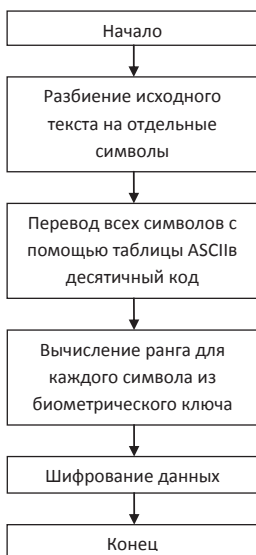 Начало
Разбиение исходного
текста на отдельные
символы
Перевод всех символов с
помощью таблицы ASCIIв
десятичный код
Вычисление ранга для
каждого символа из
биометрического ключа
Шифрование данных
Конец